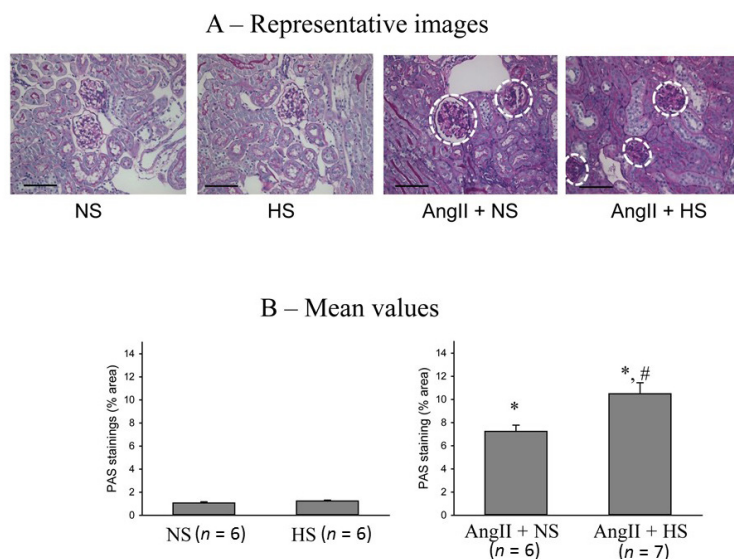 A – Representative images
NS
HS
AngII + NS
AngII + HS
B – Mean values
PAS stainings (% area)
14
12
10
8
6
4
2
0
NS (n = 6)
HS (n = 6)
PAS staining (% area)
14
12
10
8
6
4
2
0
*
*, #
AngII + NS
(n = 6)
AngII + HS
(n = 7)